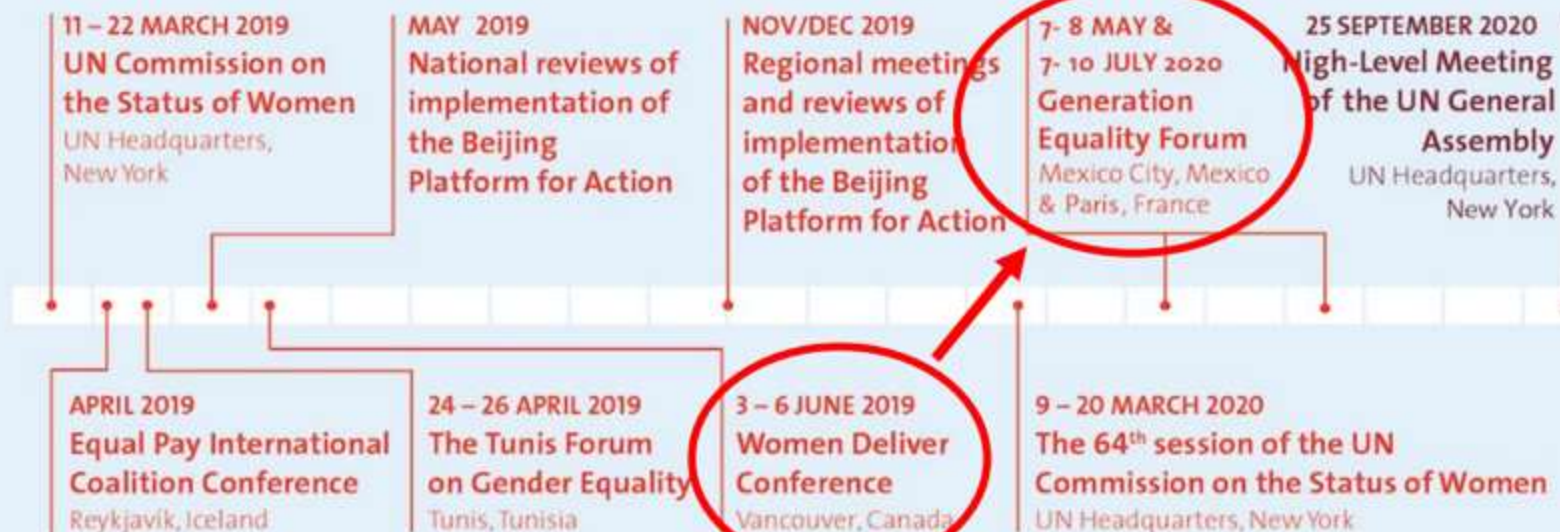 11 – 22 MARCH 2019
UN Commission on
the Status of Women
UN Headquarters,
New York
MAY 2019
National reviews of
implementation of
the Beijing
Platform for Action
NOV/DEC 2019
Regional meetings
and reviews of
implementation
of the Beijing
Platform for Action
7- 8 MAY &
7- 10 JULY 2020
Generation
Equality Forum
Mexico City, Mexico
& Paris, France
25 SEPTEMBER 2020
High-Level Meeting
of the UN General
Assembly
UN Headquarters,
New York
APRIL 2019
Equal Pay International
Coalition Conference
Reykjavík, Iceland
24 – 26 APRIL 2019
The Tunis Forum
on Gender Equality
Tunis, Tunisia
3 – 6 JUNE 2019
Women Deliver
Conference
Vancouver, Canada
9 – 20 MARCH 2020
The 64th session of the UN
Commission on the Status of Women
UN Headquarters, New York